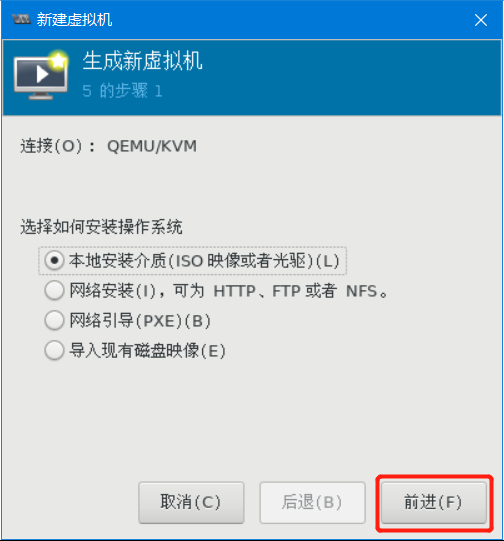 新建虚拟机
生成新虚拟机
5 的步骤 1
连接(O) : QEMU/KVM
选择如何安装操作系统
本地安装介质(ISO 映像或者光驱)(L)
网络安装(I)，可为 HTTP、FTP 或者 NFS。
网络引导(PXE)(B)
导入现有磁盘映像(E)
取消(C) 后退(B) 前进(F)